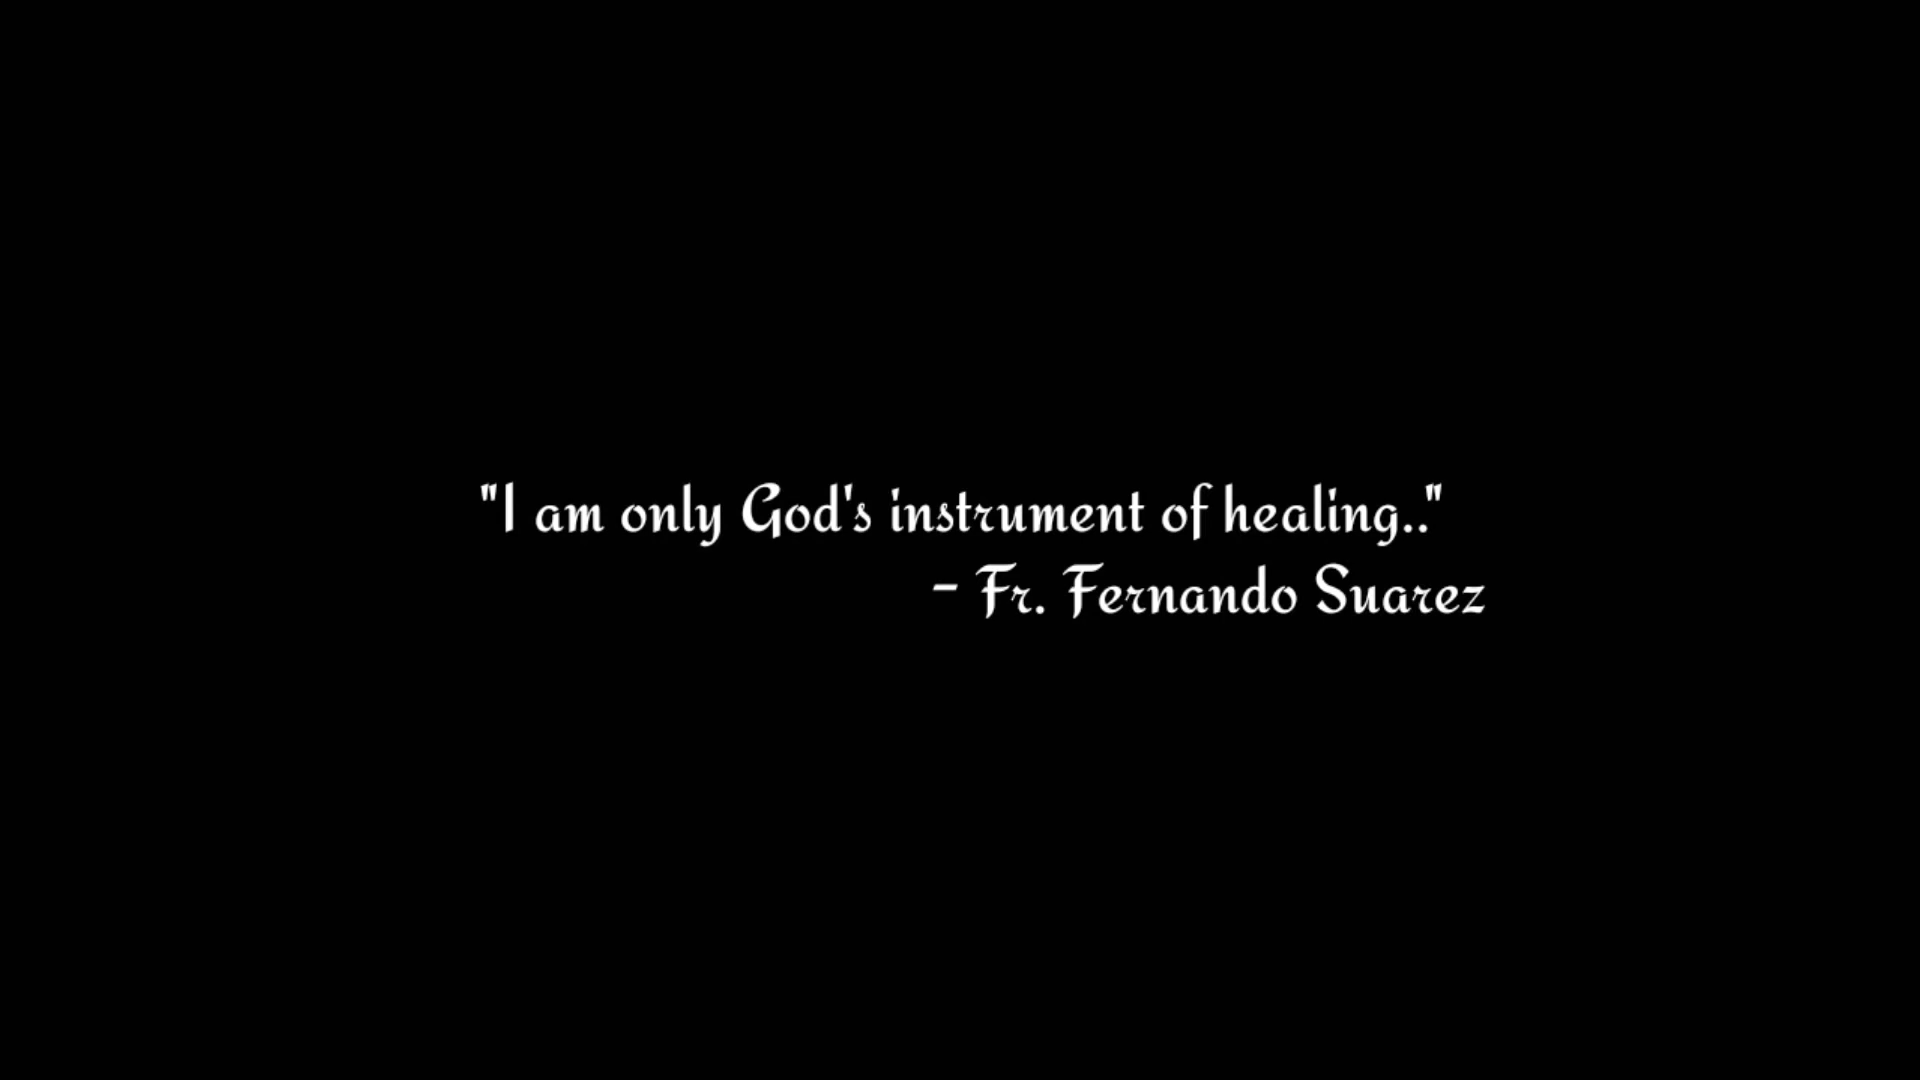 "I am only God's instrument of healing.."
- Fr. Fernando Suarez